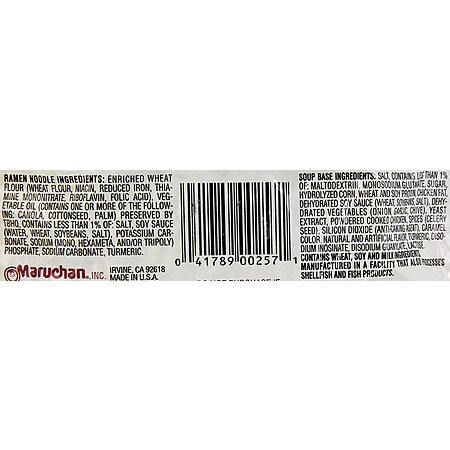 RAMEN NOODLE INGREDIENTS: ENRICHED WHEAT
FLOUR (WHEAT FLOUR, NIACIN, REDUCED IRON, THIA-
MINE MONONITRATE, RIBOFLAVIN, FOLIC ACID), VEG-
ETABLE OIL (CONTAINS ONE OR MORE OF THE FOLLOW-
ING: CANOLA, COTTONSEED, PALM) PRESERVED BY
TBHQ, CONTAINS LESS THAN 1% OF: SALT, SOY SAUCE
(WATER, WHEAT, SOYBEANS, SALT), POTASSIUM CAR-
BONATE, SODIUM (MONO, HEXAMETA, AND/OR TRIPOLY)
PHOSPHATE, SODIUM CARBONATE, TURMERIC.
Maruchan, INC.
IRVINE, CA 92618
MADE IN U.S.A.
0 41789 00257 1
SOUP BASE INGREDIENTS: SALT, CONTAINS LESS THAN 1%
OF: MALTODEXTRIN, MONOSODIUM GLUTAMATE, SUGAR,
HYDROLYZED CORN, WHEAT AND SOY PROTEIN, CHICKEN FAT,
DEHYDRATED SOY SAUCE (WHEAT, SOYBEANS, SALT), DEHY-
DRATED VEGETABLES (ONION, GARLIC, CHIVE), YEAST
EXTRACT, POWDERED COOKED CHICKEN, SPICES (CELERY
SEED), SILICON DIOXIDE (ANTI-CAKING AGENT), CARAMEL
COLOR, NATURAL AND ARTIFICIAL FLAVOR, TURMERIC, DISO-
DIUM INOSINATE, DISODIUM GUANYLATE, LACTOSE.
CONTAINS WHEAT, SOY AND MILK INGREDIENTS.
MANUFACTURED IN A FACILITY THAT ALSO PROCESSES
SHELLFISH AND FISH PRODUCTS.